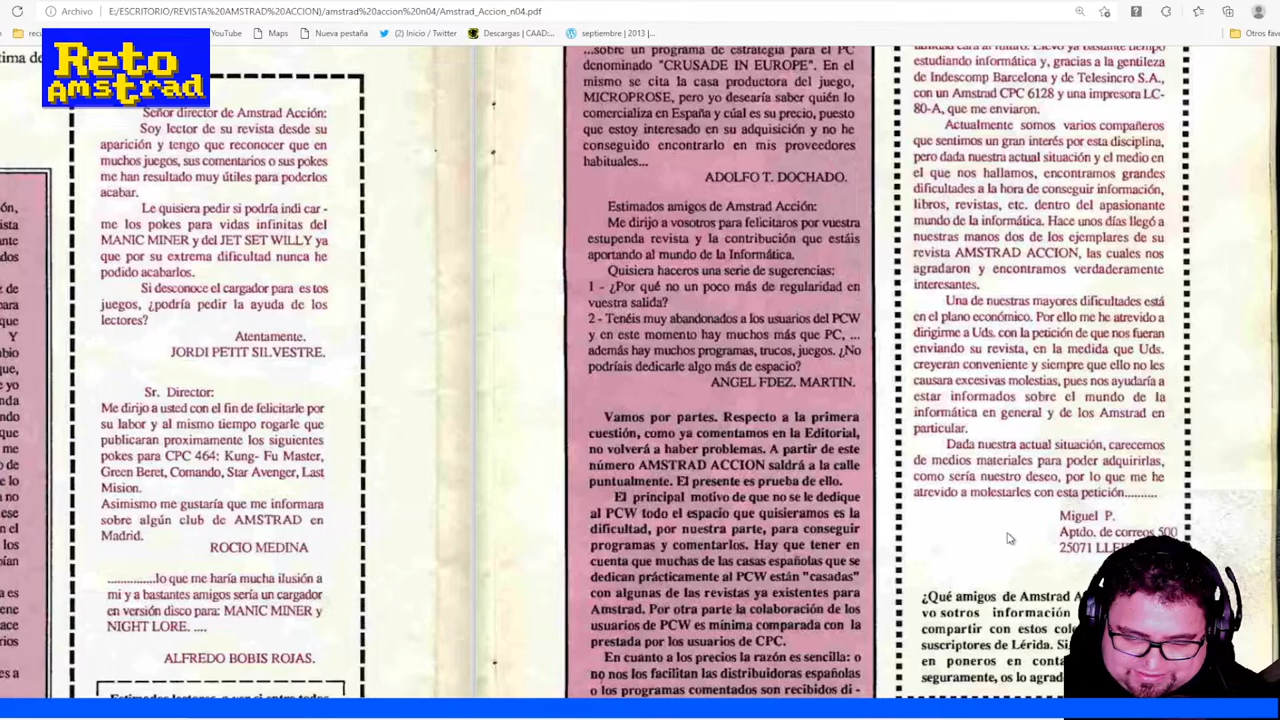 Archivo
E:/ESCRITORIO/REVISTA%20AMSTRAD%20ACCION)/amstrad%20accion%20n04/Amstrad_Accion_n04.pdf
YouTube
Maps
Nueva pestaña
(2) Inicio / Twitter
Descargas | CAAD:...
septiembre | 2013 |...
Otros fav
Reto
Amstrad
Señor director de Amstrad Acción:
Soy lector de su revista desde su
aparición y tengo que reconocer que en
muchos juegos, sus comentarios o sus pokes
me han resultado muy útiles para poderlos
acabar.
Le quisiera pedir si podría indi car -
me los pokes para vidas infinitas del
MANIC MINER y del JET SET WILLY ya
que por su extrema dificultad nunca he
podido acabarlos.
Si desconoce el cargador para es tos
juegos, ¿podría pedir la ayuda de los
lectores?
Atentamente.
JORDI PETIT SILVESTRE.
Sr. Director:
Me dirijo a usted con el fin de felicitarle por
su labor y al mismo tiempo rogarle que
publicaran proximamente los siguientes
pokes para CPC 464: Kung- Fu Master,
Green Beret, Comando, Star Avenger, Last
Mision.
Asimismo me gustaría que me informara
sobre algún club de AMSTRAD en
Madrid.
ROCIO MEDINA
..............lo que me haría mucha ilusión a
mi y a bastantes amigos sería un cargador
en versión disco para: MANIC MINER y
NIGHT LORE. ....
ALFREDO BOBIS ROJAS.
...sobre un programa de estrategia para el PC
denominado "CRUSADE IN EUROPE". En el
mismo se cita la casa productora del juego,
MICROPROSE, pero yo desearía saber quién lo
comercializa en España y cúal es su precio, puesto
que estoy interesado en su adquisición y no he
conseguido encontrarlo en mis proveedores
habituales...
ADOLFO T. DOCHADO.
Estimados amigos de Amstrad Acción:
Me dirijo a vosotros para felicitaros por vuestra
estupenda revista y la contribución que estáis
aportando al mundo de la Informática.
Quisiera haceros una serie de sugerencias:
1 - ¿Por qué no un poco más de regularidad en
vuestra salida?
2 - Tenéis muy abandonados a los usuarios del PCW
y en este momento hay muchos más que PC, ...
además hay muchos programas, trucos, juegos. ¿No
podríais dedicarle algo más de espacio?
ANGEL FDEZ. MARTIN.
Vamos por partes. Respecto a la primera
cuestión, como ya comentamos en la Editorial,
no volverá a haber problemas. A partir de este
número AMSTRAD ACCION saldrá a la calle
puntualmente. El presente es prueba de ello.
El principal motivo de que no se le dedique
al PCW todo el espacio que quisieramos es la
dificultad, por nuestra parte, para conseguir
programas y comentarlos. Hay que tener en
cuenta que muchas de las casas españolas que se
dedican prácticamente al PCW están "casadas"
con algunas de las revistas ya existentes para
Amstrad. Por otra parte la colaboración de los
usuarios de PCW es mínima comparada con la
prestada por los usuarios de CPC.
En cuanto a los precios la razón es sencilla: o
no nos los facilitan las distribuidoras españolas
o los programas comentados son recibidos di -
estudiando informática y, gracias a la gentileza
de Indescomp Barcelona y de Telesincro S.A.,
con un Amstrad CPC 6128 y una impresora LC-
80-A, que me enviaron.
Actualmente somos varios compañeros
que sentimos un gran interés por esta disciplina,
pero dada nuestra actual situación y el medio en
el que nos hallamos, encontramos grandes
dificultades a la hora de conseguir información,
libros, revistas, etc. dentro del apasionante
mundo de la informática. Hace unos días llegó a
nuestras manos dos de los ejemplares de su
revista AMSTRAD ACCION, las cuales nos
agradaron y encontramos verdaderamente
interesantes.
Una de nuestras mayores dificultades está
en el plano económico. Por ello me he atrevido a
dirigirme a Uds. con la petición de que nos fueran
enviando su revista, en la medida que Uds.
creyeran conveniente y siempre que ello no les
causara excesivas molestias, pues nos ayudaría a
estar informados sobre el mundo de la
informática en general y de los Amstrad en
particular.
Dada nuestra actual situación, carecemos
de medios materiales para poder adquirirlas,
como sería nuestro deseo, por lo que me he
atrevido a molestarles con esta petición..........
Miguel P.
Aptdo. de correos 500
25071
¿Qué amigos de Amstrad A
vo sotros información
compartir con estos
suscriptores de Lérida.
en poneros en
seguramente, os lo